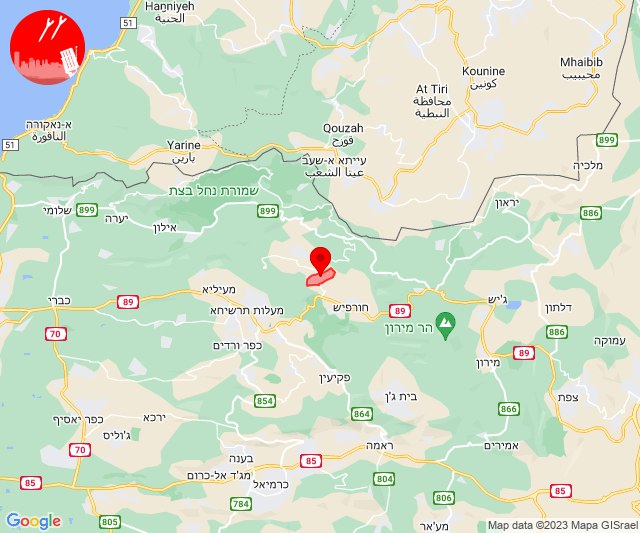 Hanniyeh
الحنية
51
Mhaibib
محيبيب
Kounine
كونين
At Tiri
محافظة
النبطية
א-נאקורה
الناقورة
Qouzah
قوزح
51
Yarine
يارين
899
עייתא א-שעב
عيتا الشعب
מלכיה
שמורת נחל בצת
שלומי
899
יערה
899
אילון
יראון
886
מעיליא
כברי
89
חורפיש
ג'יש
דלתון
מעלות תרשיחא
89
70
הר מירון
886
עמוקה
כפר ורדים
89
מירון
פקיעין
צפת
854
בית ג'ן
866
כפר יאסיף
ירכא
864
ג'וליס
ראמה
אמירים
70
בענה
85
מג'ד אל-כרום
85
כרמיאל
804
85
784
806
805
מע'אר
Google
Map data ©2023 Mapa GISrael